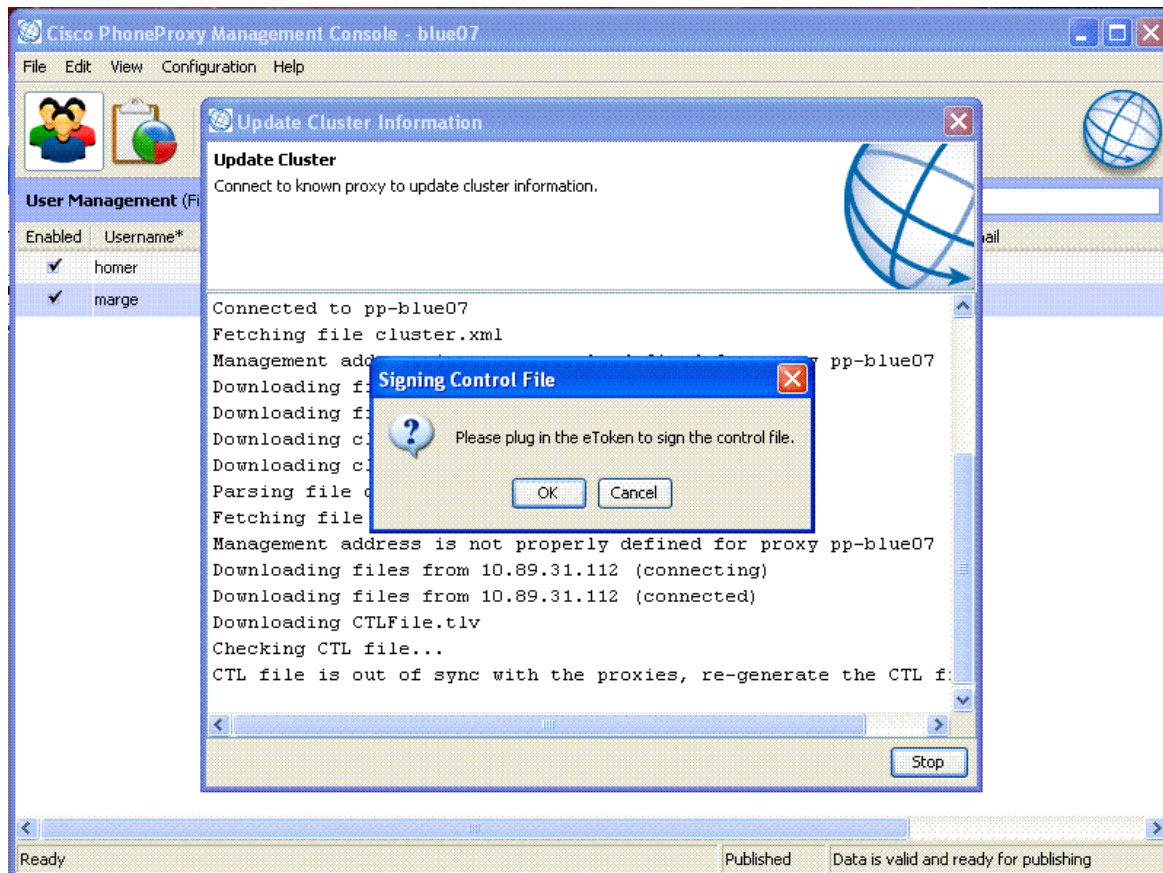 Cisco PhoneProxy Management Console - blue07
File Edit View Configuration Help
Update Cluster Information
Update Cluster
Connect to known proxy to update cluster information.
User Management
Enabled Username*
homer
marge
Connected to pp-blue07
Fetching file cluster.xml
Management proxy pp-blue07
Downloading
Downloading
Downloading
Downloading
Parsing file
Fetching file
Signing Control File
Please plug in the eToken to sign the control file.
OK Cancel
Management address is not properly defined for proxy pp-blue07
Downloading files from 10.89.31.112 (connecting)
Downloading files from 10.89.31.112 (connected)
Downloading CTLFile.tlv
Checking CTL file...
CTL file is out of sync with the proxies, re-generate the CTL
Stop
Ready Published Data is valid and ready for publishing